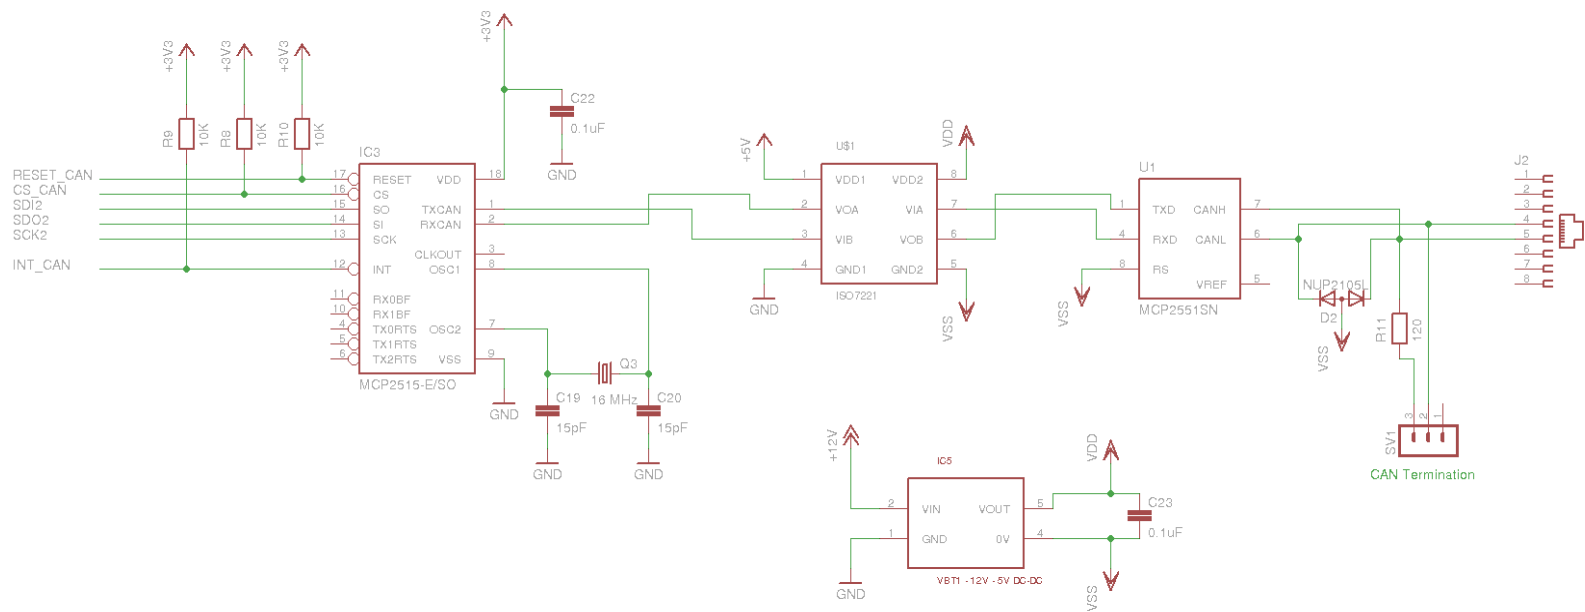 +3V3
+3V3
+3V3
+3V3
R9
10K
R8
10K
R10
10K
C22
0.1uF
GND
IC3
RESET_CAN
CS_CAN
SDI2
SDO2
SCK2
INT_CAN
17 RESET VDD 18
16 CS
15 SO TXCAN 1
14 SI RXCAN 2
13 SCK
CLKOUT 3
12 INT OSC1 8
11 RX0BF
10 RX1BF
4 TX0RTS OSC2 7
5 TX1RTS
6 TX2RTS VSS 9
MCP2515-E/SO
GND
Q3
16 MHz
C19
15pF
C20
15pF
GND
GND
+5V
U$1
VDD
1 VDD1 VDD2 8
2 VOA VIA 7
3 VIB VOB 6
4 GND1 GND2 5
ISO7221
GND
VSS
U1
1 TXD CANH 7
4 RXD CANL 6
8 RS
VREF 5
MCP2551SN
VSS
NUP2105L
D2
VSS
R11
120
J2
1
2
3
4
5
6
7
8
SV1
3
2
1
CAN Termination
+12V
IC5
VDD
2 VIN VOUT 5
1 GND 0V 4
VBT1 -12V -5V DC-DC
C23
0.1uF
GND
VSS